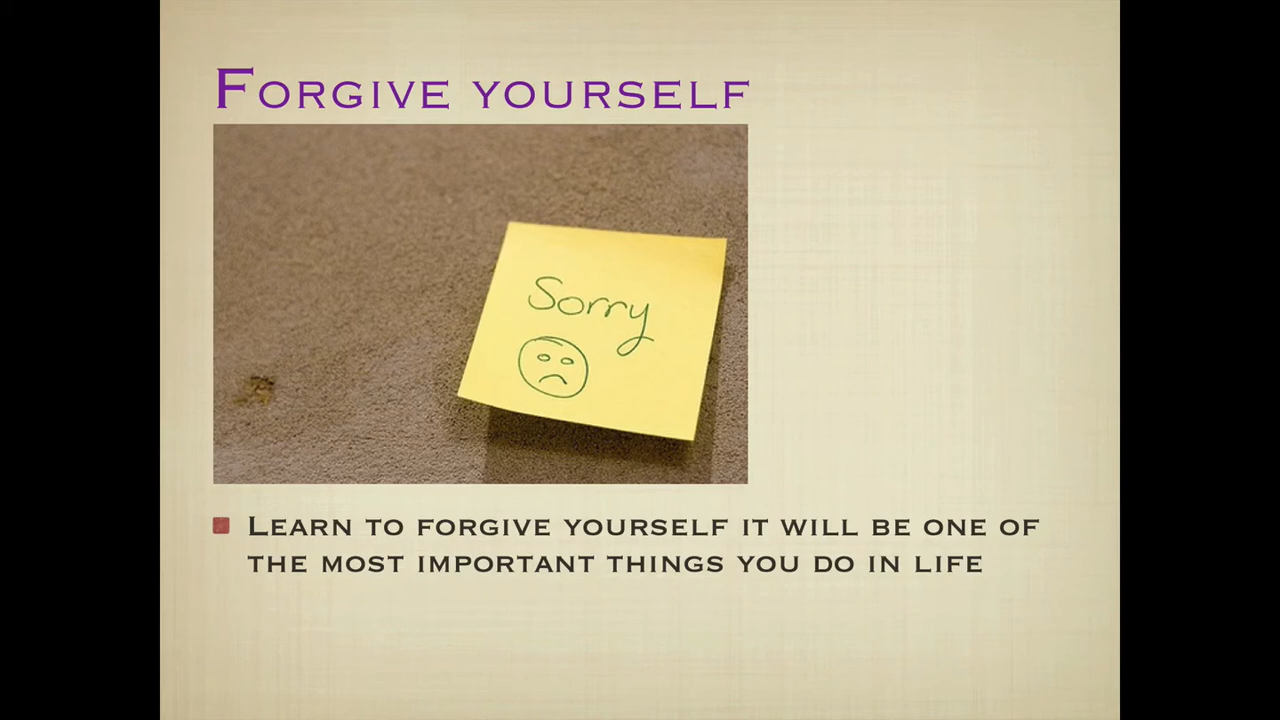 Forgive yourself
Sorry
Learn to forgive yourself it will be one of
the most important things you do in life